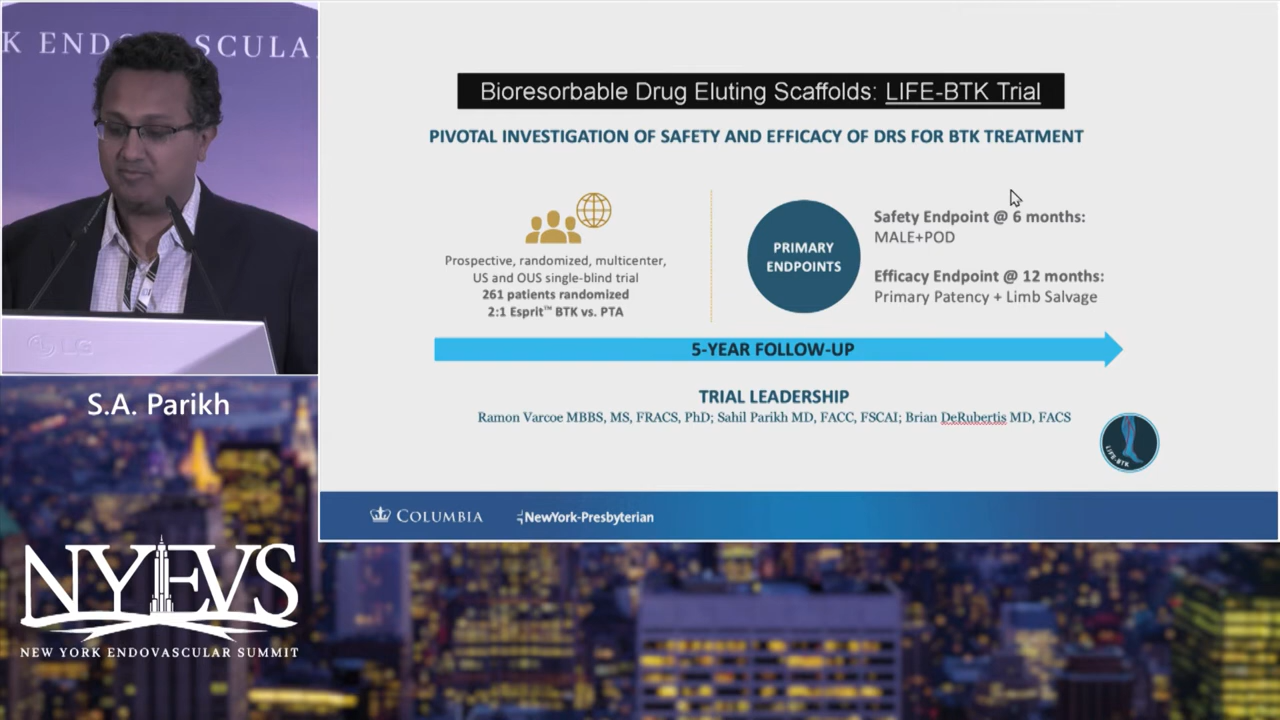 K ENDOVASCULA
LG
S.A. Parikh
NYEVS
NEW YORK ENDOVASCULAR SUMMIT
Bioresorbable Drug Eluting Scaffolds: LIFE-BTK Trial
PIVOTAL INVESTIGATION OF SAFETY AND EFFICACY OF DRS FOR BTK TREATMENT
Prospective, randomized, multicenter,
US and OUS single-blind trial
261 patients randomized
2:1 Esprit™ BTK vs. PTA
PRIMARY
ENDPOINTS
Safety Endpoint @ 6 months:
MALE+POD
Efficacy Endpoint @ 12 months:
Primary Patency + Limb Salvage
5-YEAR FOLLOW-UP
TRIAL LEADERSHIP
Ramon Varcoe MBBS, MS, FRACS, PhD; Sahil Parikh MD, FACC, FSCAI; Brian DeRubertis MD, FACS
LIFE-BTK
COLUMBIA
NewYork-Presbyterian